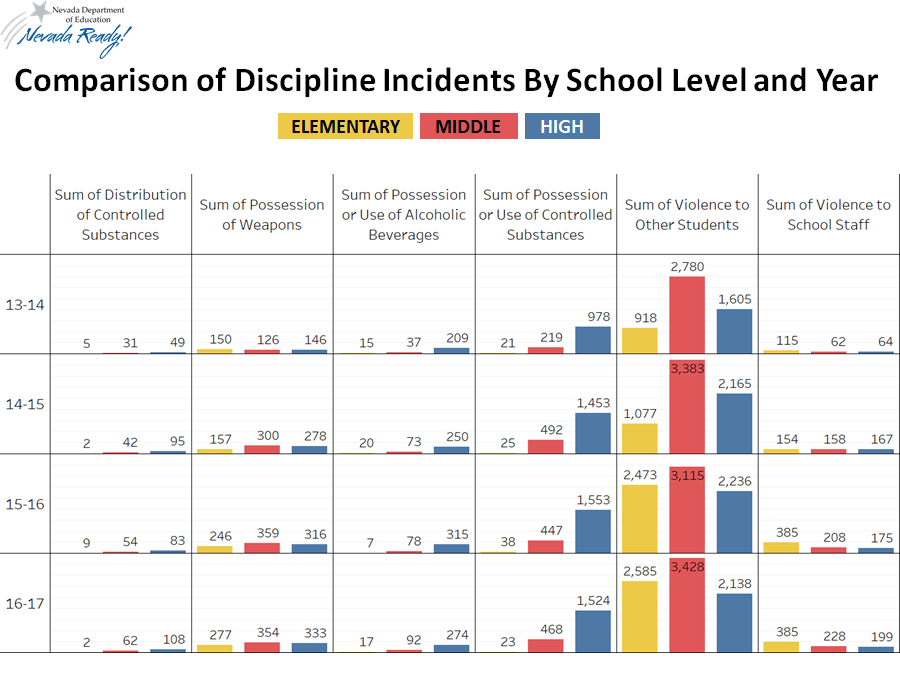 Nevada Department
of Education
Nevada Ready!
Comparison of Discipline Incidents By School Level and Year
ELEMENTARY MIDDLE HIGH
Sum of Distribution
of Controlled
Substances
Sum of Possession
of Weapons
Sum of Possession
or Use of Alcoholic
Beverages
Sum of Possession
or Use of Controlled
Substances
Sum of Violence to
Other Students
Sum of Violence to
School Staff
13-14
5 31 49 150 126 146 15 37 209 21 219 978 918 2,780 1,605 115 62 64
14-15
2 42 95 157 300 278 20 73 250 25 492 1,453 1,077 3,383 2,165 154 158 167
15-16
9 54 83 246 359 316 7 78 315 38 447 1,553 2,473 3,115 2,236 385 208 175
16-17
2 62 108 277 354 333 17 92 274 23 468 1,524 2,585 3,428 2,138 385 228 199